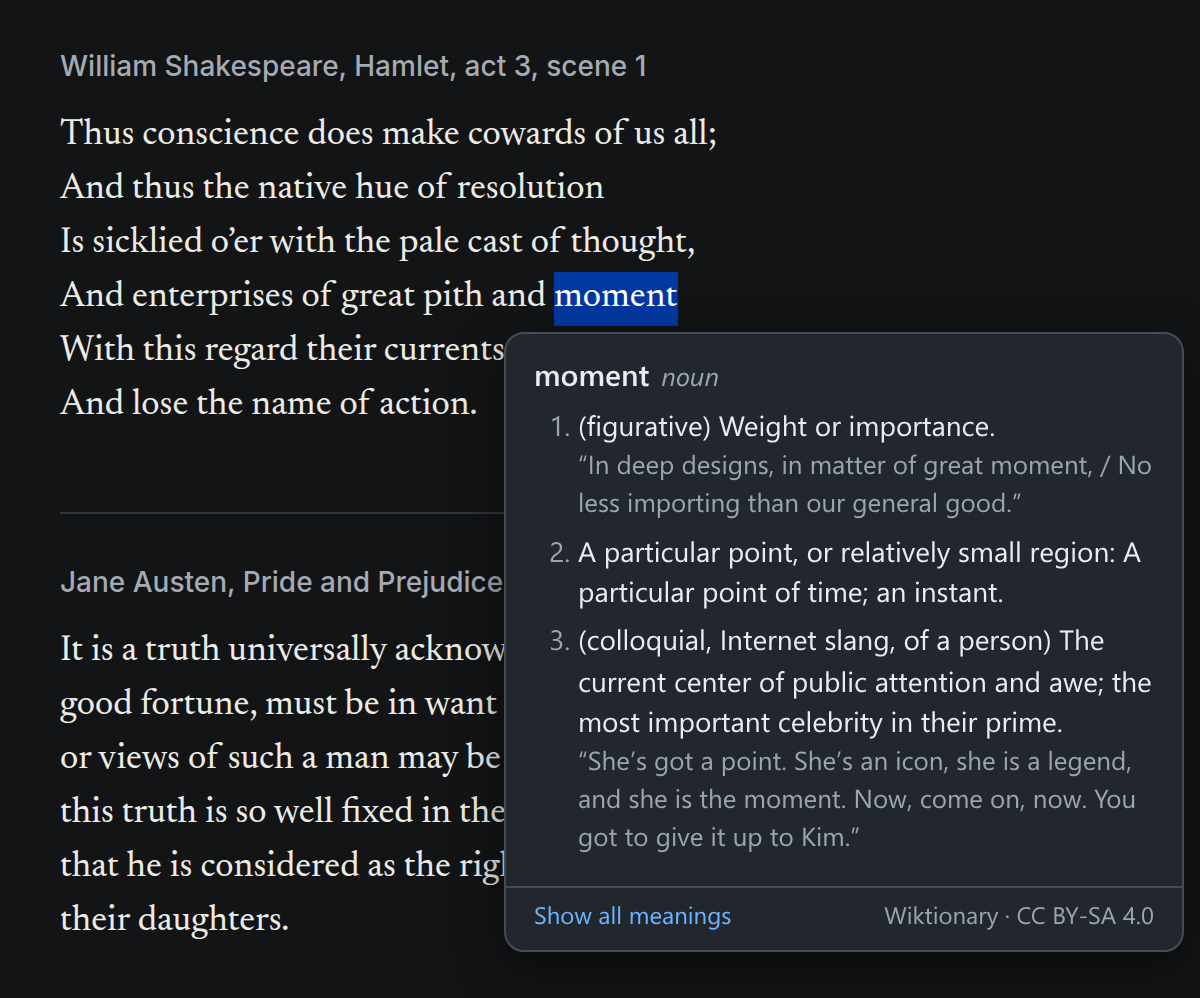 William Shakespeare, Hamlet, act 3, scene 1
Thus conscience does make cowards of us all;
And thus the native hue of resolution
Is sicklied o’er with the pale cast of thought,
And enterprises of great pith and moment
With this regard their currents
And lose the name of action.
moment noun
1. (figurative) Weight or importance.
“In deep designs, in matter of great moment, / No
less importing than our general good.”
2. A particular point, or relatively small region: A
particular point of time; an instant.
3. (colloquial, Internet slang, of a person) The
current center of public attention and awe; the
most important celebrity in their prime.
“She’s got a point. She’s an icon, she is a legend,
and she is the moment. Now, come on, now. You
got to give it up to Kim.”
Show all meanings
Wiktionary · CC BY-SA 4.0
Jane Austen, Pride and Prejudice
It is a truth universally
good fortune, must be in want
or views of such a man may be
this truth is so well fixed in the
that he is considered as the
their daughters.